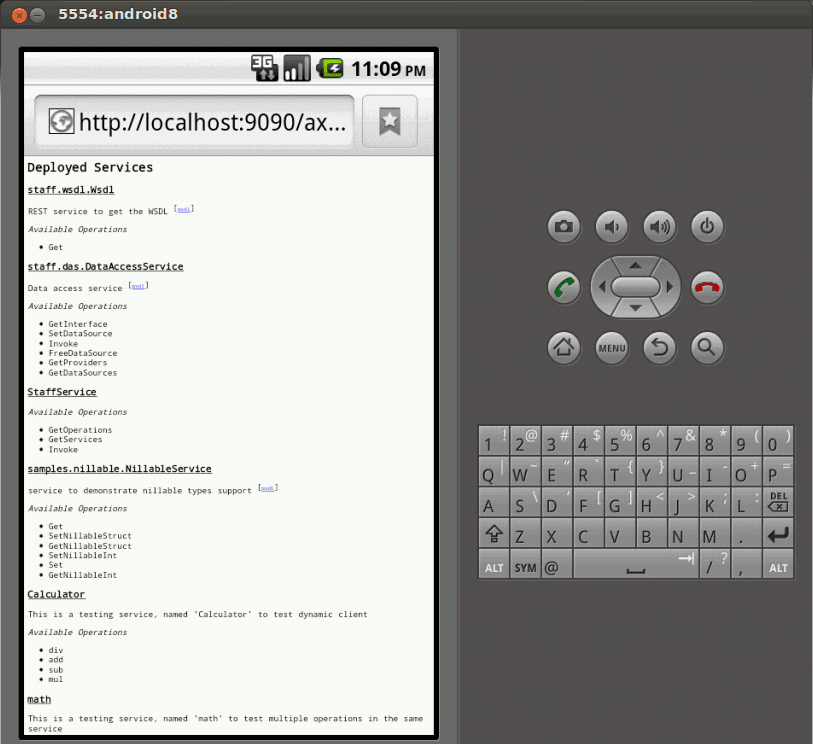 5554:android8
3G 11:09 PM
http://localhost:9090/ax...
Deployed Services
staff.wsdl.Wsdl
REST service to get the WSDL [wsdl]
Available Operations
• Get
staff.das.DataAccessService
Data access service [wsdl]
Available Operations
• GetInterface
• SetDataSource
• Invoke
• FreeDataSource
• GetProviders
• GetDataSources
StaffService
Available Operations
• GetOperations
• GetServices
• Invoke
samples.nillable.NillableService
service to demonstrate nillable types support [wsdl]
Available Operations
• Get
• SetNillableStruct
• GetNillableStruct
• SetNillableInt
• Set
• GetNillableInt
Calculator
This is a testing service, named 'Calculator' to test dynamic client
Available Operations
• div
• add
• sub
• mul
math
This is a testing service, named 'math' to test multiple operations in the same
service
MENU
1 ! 2 @ 3 # 4 $ 5 % 6 ^ 7 & 8 * 9 ( 0 )
Q | W ~ E " R ` T { Y } U _ I - O + P =
A S \ D ' F [ G ] H < J > K ; L : DEL
Z X C V B N M .
ALT SYM @ / ? , ALT